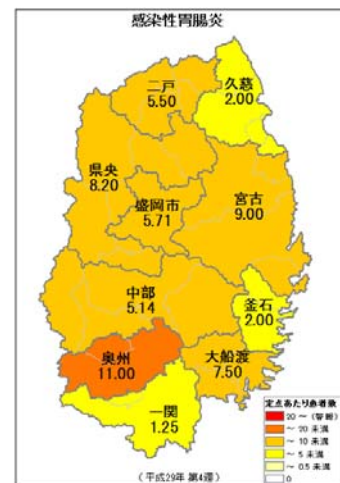 感染性胃腸炎
二戸
5.50
久慈
2.00
県央
8.20
盛岡市
5.71
宮古
9.00
中部
5.14
釜石
2.00
奥州
11.00
大船渡
7.50
一関
1.25
定点あたり患者数
20 ～ (警報)
～ 20 未満
～ 10 未満
～ 5 未満
～ 0.5 未満
0
(平成29年 第4週)